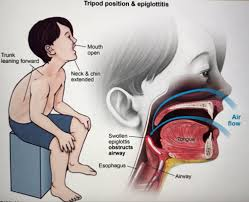 Tripod position & epiglottitis
Trunk
leaning forward
Mouth
open
Neck & chin
extended
Air
flow
Tongue
Swollen
epiglottis
obstructs
airway
Esophagus
Airway